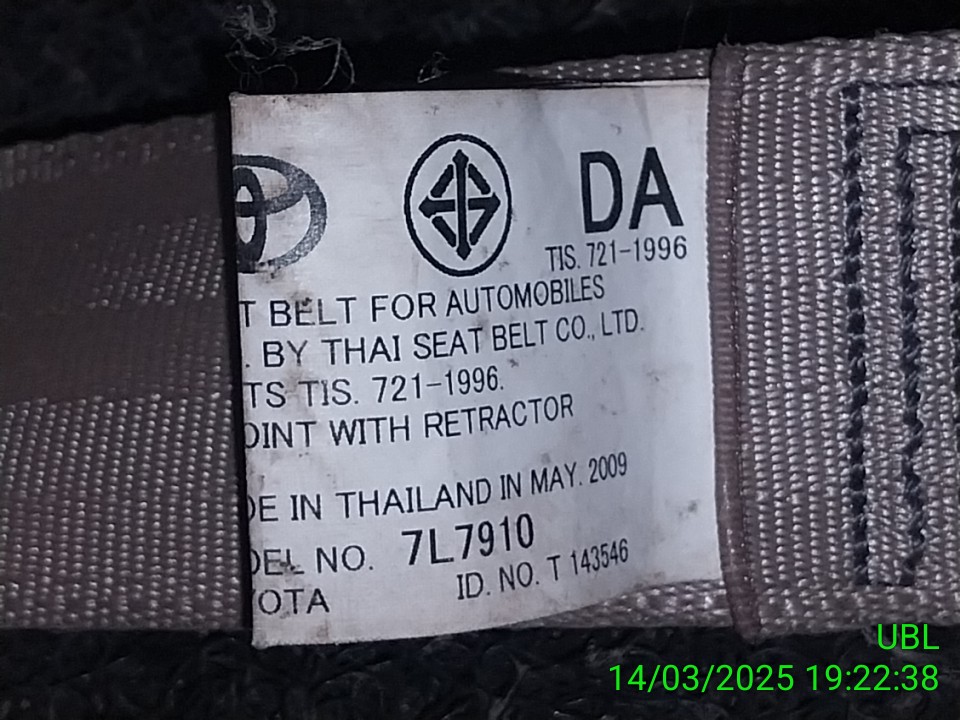 DA
TIS. 721-1996
T BELT FOR AUTOMOBILES
. BY THAI SEAT BELT CO., LTD.
TS TIS. 721-1996.
OINT WITH RETRACTOR
DE IN THAILAND IN MAY. 2009
DEL NO. 7L7910
YOTA ID. NO. T 143546
UBL
14/03/2025 19:22:38